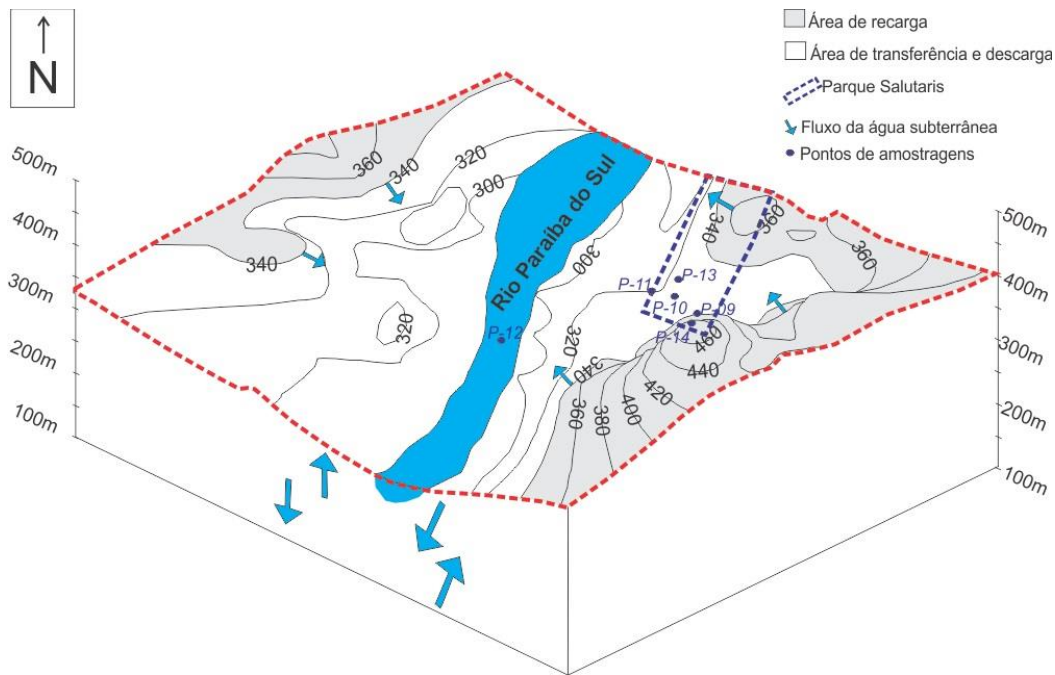 N
Área de recarga
Área de transferência e descarga
Parque Salutaris
Fluxo da água subterrânea
Pontos de amostragens
500m
400m
300m
200m
100m
360
340
320
300
340
320
Rio Paraíba do Sul
P-12
300
320
340
360
380
400
420
440
460
P-11
P-13
P-10
P-09
P-14
340
360
360
500m
400m
300m
200m
100m